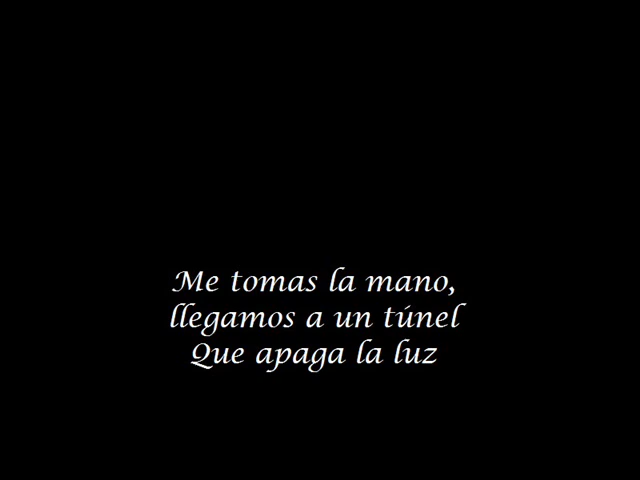 Me tomas la mano,
llegamos a un túnel
Que apaga la luz